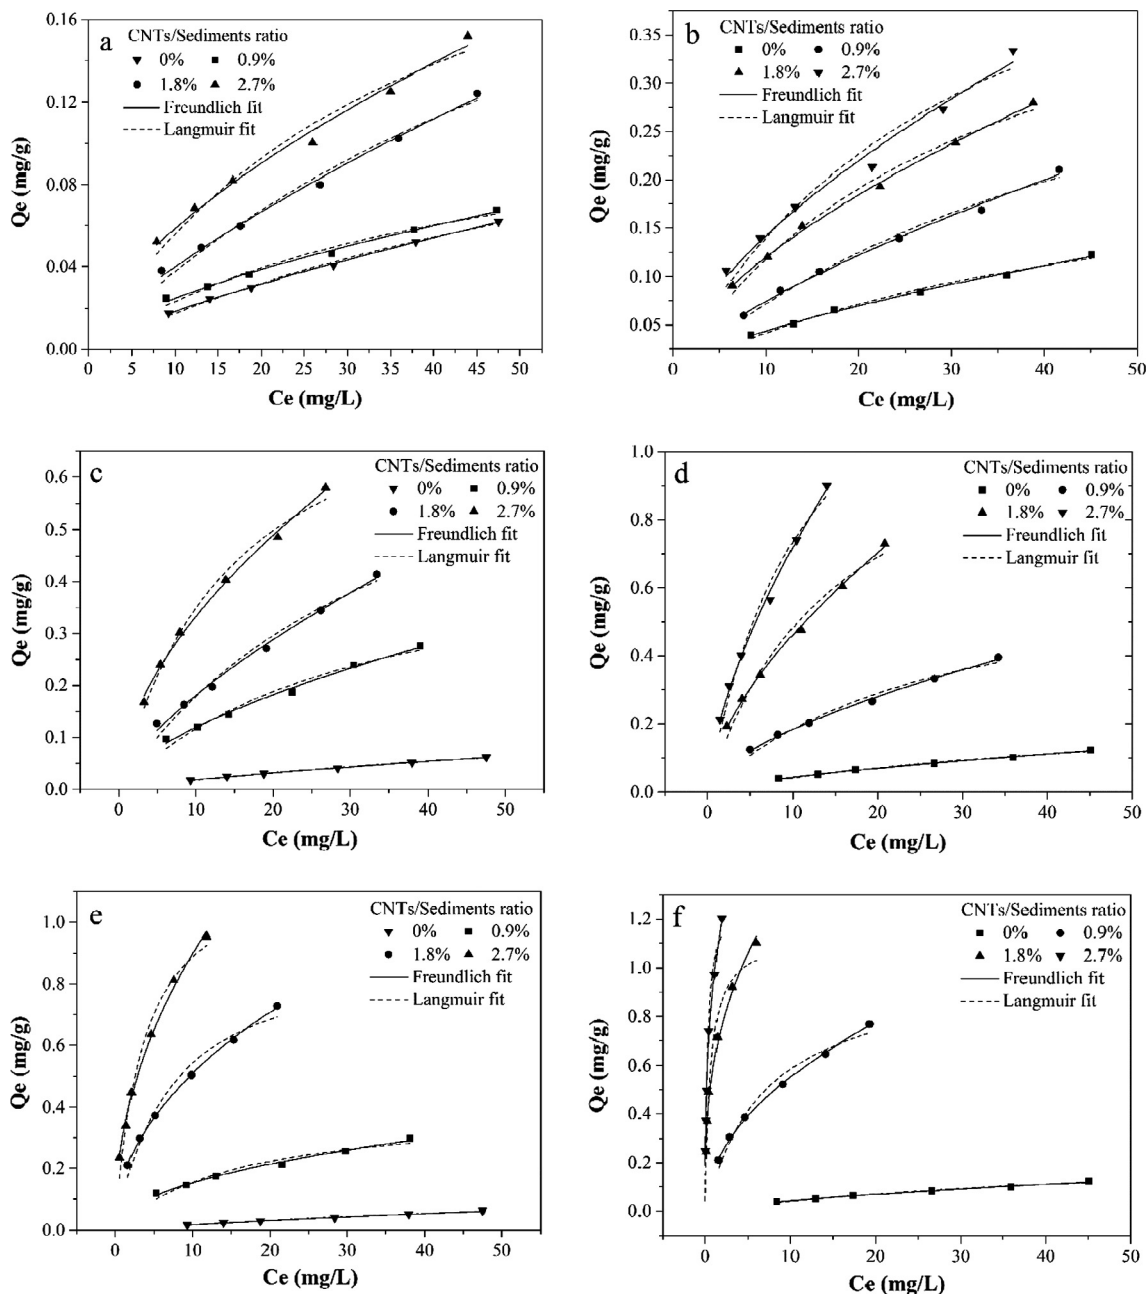 a
CNTs/Sediments ratio
0% 0.9%
1.8% 2.7%
Freundlich fit
Langmuir fit
0.16
0.12
0.08
0.04
0.00
Qe (mg/g)
0 5 10 15 20 25 30 35 40 45 50
Ce (mg/L)
b
CNTs/Sediments ratio
0% 0.9%
1.8% 2.7%
Freundlich fit
Langmuir fit
0.35
0.30
0.25
0.20
0.15
0.10
0.05
Qe (mg/g)
0 10 20 30 40 50
Ce (mg/L)
c
CNTs/Sediments ratio
0% 0.9%
1.8% 2.7%
Freundlich fit
Langmuir fit
0.6
0.5
0.4
0.3
0.2
0.1
0.0
Qe (mg/g)
0 10 20 30 40 50
Ce (mg/L)
d
CNTs/Sediments ratio
0% 0.9%
1.8% 2.7%
Freundlich fit
Langmuir fit
1.0
0.8
0.6
0.4
0.2
0.0
Qe (mg/g)
0 10 20 30 40 50
Ce (mg/L)
e
CNTs/Sediments ratio
0% 0.9%
1.8% 2.7%
Freundlich fit
Langmuir fit
1.0
0.8
0.6
0.4
0.2
0.0
Qe (mg/g)
0 10 20 30 40 50
Ce (mg/L)
f
CNTs/Sediments ratio
0% 0.9%
1.8% 2.7%
Freundlich fit
Langmuir fit
1.2
1.0
0.8
0.6
0.4
0.2
0.0
Qe (mg/g)
0 10 20 30 40 50
Ce (mg/L)